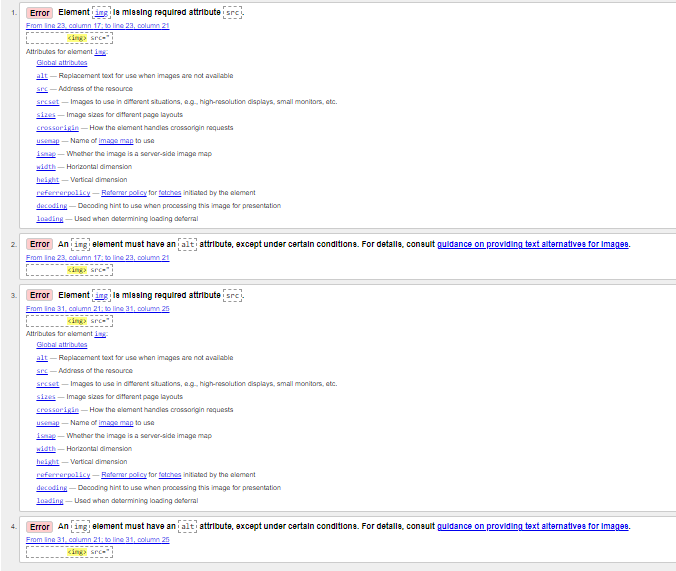 1. Error Element img is missing required attribute src.
From line 23, column 17; to line 23, column 21
<img> src="
Attributes for element img:
Global attributes
alt — Replacement text for use when images are not available
src — Address of the resource
srcset — Images to use in different situations, e.g., high-resolution displays, small monitors, etc.
sizes — Image sizes for different page layouts
crossorigin — How the element handles crossorigin requests
usemap — Name of image map to use
ismap — Whether the image is a server-side image map
width — Horizontal dimension
height — Vertical dimension
referrerpolicy — Referrer policy for fetches initiated by the element
decoding — Decoding hint to use when processing this image for presentation
loading — Used when determining loading deferral
2. Error An img element must have an alt attribute, except under certain conditions. For details, consult guidance on providing text alternatives for images.
From line 23, column 17; to line 23, column 21
<img> src="
3. Error Element img is missing required attribute src.
From line 31, column 21; to line 31, column 25
<img> src="
Attributes for element img:
Global attributes
alt — Replacement text for use when images are not available
src — Address of the resource
srcset — Images to use in different situations, e.g., high-resolution displays, small monitors, etc.
sizes — Image sizes for different page layouts
crossorigin — How the element handles crossorigin requests
usemap — Name of image map to use
ismap — Whether the image is a server-side image map
width — Horizontal dimension
height — Vertical dimension
referrerpolicy — Referrer policy for fetches initiated by the element
decoding — Decoding hint to use when processing this image for presentation
loading — Used when determining loading deferral
4. Error An img element must have an alt attribute, except under certain conditions. For details, consult guidance on providing text alternatives for images.
From line 31, column 21; to line 31, column 25
<img> src="